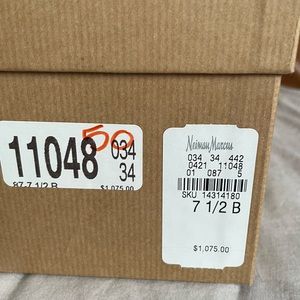 11048
50
034
34
87-7 1/2 B
$1,075.00
Neiman Marcus
034 34 442
0421 11048
01 087 5
SKU 14314180
7 1/2 B
$1,075.00